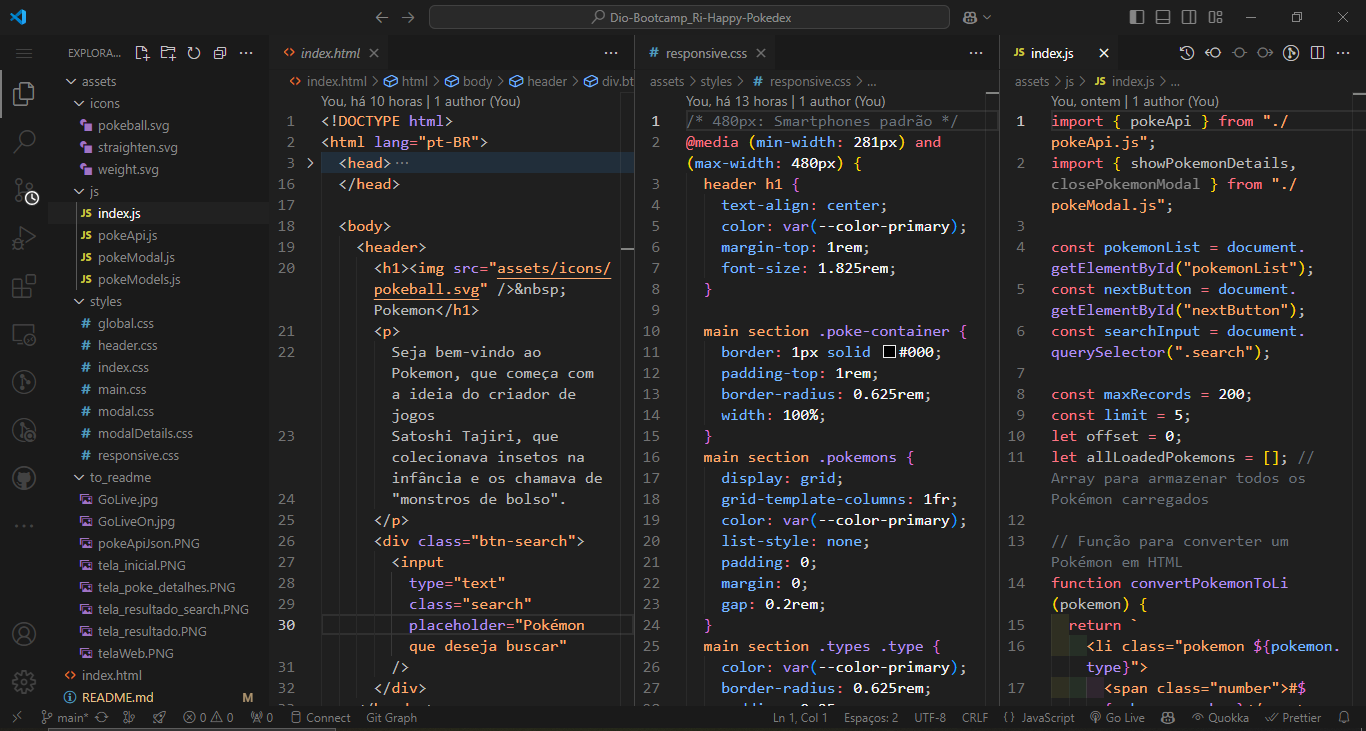 Dio-Bootcamp_Ri-Happy-Pokedex
EXPLORA...
assets
icons
pokeball.svg
straighten.svg
weight.svg
js
JS index.js
JS pokeApi.js
JS pokeModal.js
JS pokeModels.js
styles
# global.css
# header.css
# index.css
# main.css
# modal.css
# modalDetails.css
# responsive.css
to_readme
GoLive.jpg
GoLiveOn.jpg
pokeApiJson.PNG
tela_inicial.PNG
tela_poke_detalhes.PNG
tela_resultado_search.PNG
tela_resultado.PNG
telaWeb.PNG
<> index.html
README.md M
<> index.html
<> index.html > html > body > header > div.bt
You, há 10 horas | 1 author (You)
1 <!DOCTYPE html>
2 <html lang="pt-BR">
3 <head>···
16 </head>
17
18 <body>
19 <header>
20 <h1><img src="assets/icons/
pokeball.svg" />&nbsp;
Pokemon</h1>
21 <p>
22 Seja bem-vindo ao
Pokemon, que começa com
a ideia do criador de
jogos
23 Satoshi Tajiri, que
colecionava insetos na
infância e os chamava de
24 "monstros de bolso".
25 </p>
26 <div class="btn-search">
27 <input
28 type="text"
29 class="search"
30 placeholder="Pokémon
que deseja buscar"
31 />
32 </div>
# responsive.css
assets > styles > # responsive.css > ...
You, há 13 horas | 1 author (You)
1 /* 480px: Smartphones padrão */
2 @media (min-width: 281px) and
(max-width: 480px) {
3 header h1 {
4 text-align: center;
5 color: var(--color-primary);
6 margin-top: 1rem;
7 font-size: 1.825rem;
8 }
9
10 main section .poke-container {
11 border: 1px solid #000;
12 padding-top: 1rem;
13 border-radius: 0.625rem;
14 width: 100%;
15 }
16 main section .pokemons {
17 display: grid;
18 grid-template-columns: 1fr;
19 color: var(--color-primary);
20 list-style: none;
21 padding: 0;
22 margin: 0;
23 gap: 0.2rem;
24 }
25 main section .types .type {
26 color: var(--color-primary);
27 border-radius: 0.625rem;
JS index.js
assets > js > JS index.js > ...
You, ontem | 1 author (You)
1 import { pokeApi } from "./
pokeApi.js";
2 import { showPokemonDetails,
closePokemonModal } from "./
pokeModal.js";
3
4 const pokemonList = document.
getElementById("pokemonList");
5 const nextButton = document.
getElementById("nextButton");
6 const searchInput = document.
querySelector(".search");
7
8 const maxRecords = 200;
9 const limit = 5;
10 let offset = 0;
11 let allLoadedPokemons = []; //
Array para armazenar todos os
Pokémon carregados
12
13 // Função para converter um
Pokémon em HTML
14 function convertPokemonToLi
(pokemon) {
15 return `
16 <li class="pokemon ${pokemon.
type}">
17 <span class="number">#$
main* 0 0 0 Connect Git Graph Ln 1, Col 1 Espaços: 2 UTF-8 CRLF {} JavaScript Go Live Quokka Prettier